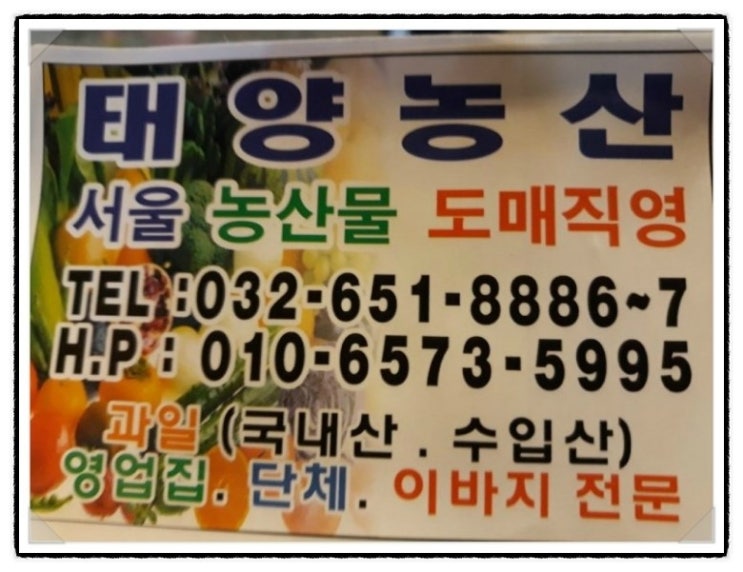 태양농산
서울 농산물 도매직영
TEL :032-651-8886~7
H.P : 010-6573-5995
과일 (국내산 . 수입산)
영업집. 단체. 이바지 전문